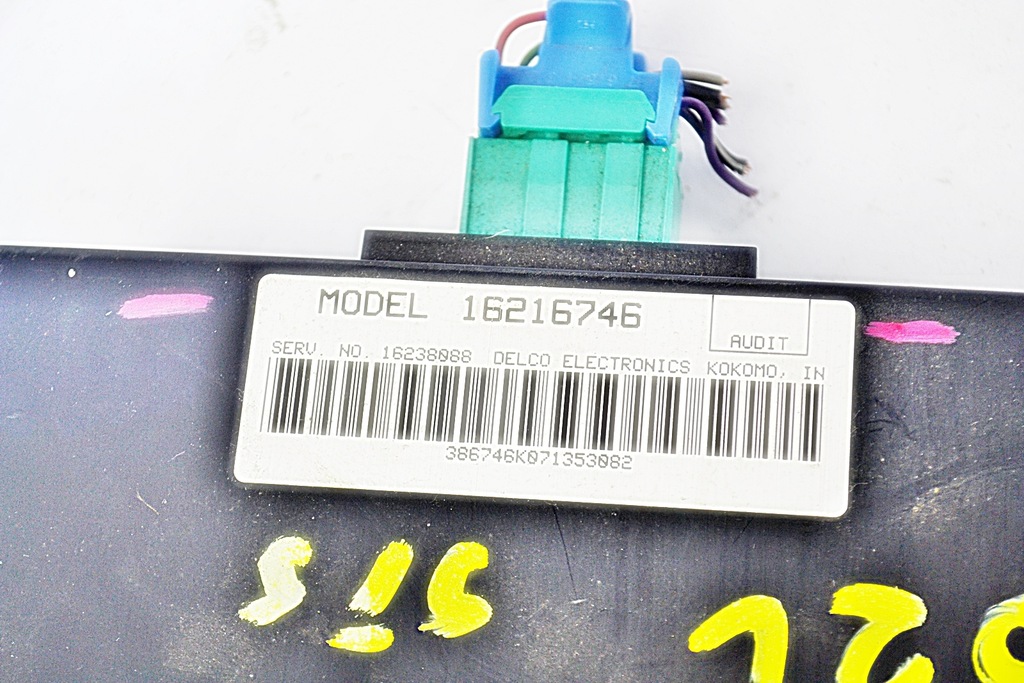 MODEL 16216746
AUDIT
SERV. NO. 16238088 DELCO ELECTRONICS KOKOMO, IN
386746K071353082